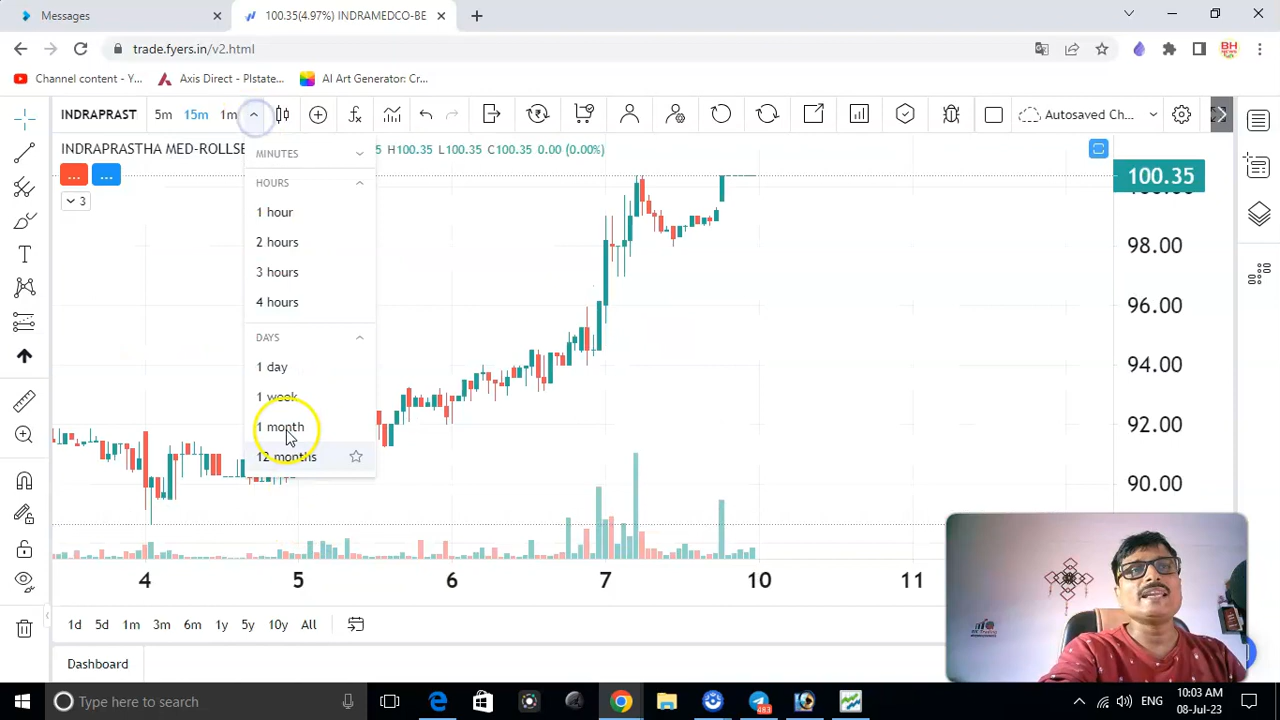 Messages
100.35(4.97%) INDRAMEDCO-BE
trade.fyers.in/v2.html
Channel content - Y...
Axis Direct - Plstate...
AI Art Generator: Cr...
INDRAPRAST
5m 15m 1m
Autosaved Ch...
INDRAPRASTHA MED-ROLLSE
5 H100.35 L100.35 C100.35 0.00 (0.00%)
... ...
3
MINUTES
HOURS
1 hour
2 hours
3 hours
4 hours
DAYS
1 day
1 week
1 month
12 months
100.35
98.00
96.00
94.00
92.00
90.00
4 5 6 7 10 11
1d 5d 1m 3m 6m 1y 5y 10y All
Dashboard
Type here to search
483
ENG
10:03 AM
08-Jul-23